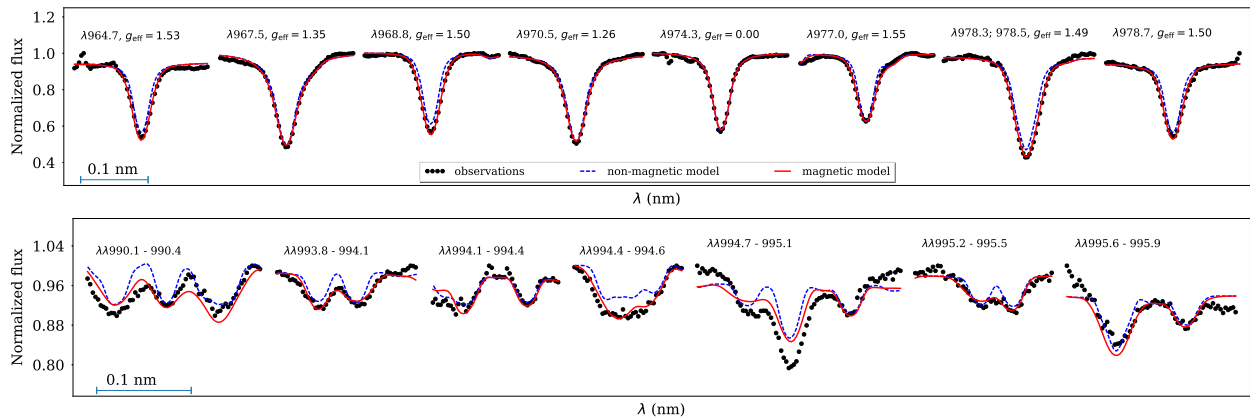 1.2
1.0
0.8
0.6
0.4
Normalized flux
λ964.7, g_eff = 1.53
λ967.5, g_eff = 1.35
λ968.8, g_eff = 1.50
λ970.5, g_eff = 1.26
λ974.3, g_eff = 0.00
λ977.0, g_eff = 1.55
λ978.3; 978.5, g_eff = 1.49
λ978.7, g_eff = 1.50
0.1 nm
observations
non-magnetic model
magnetic model
λ (nm)
1.04
0.96
0.88
0.80
Normalized flux
λλ990.1 - 990.4
λλ993.8 - 994.1
λλ994.1 - 994.4
λλ994.4 - 994.6
λλ994.7 - 995.1
λλ995.2 - 995.5
λλ995.6 - 995.9
0.1 nm
λ (nm)